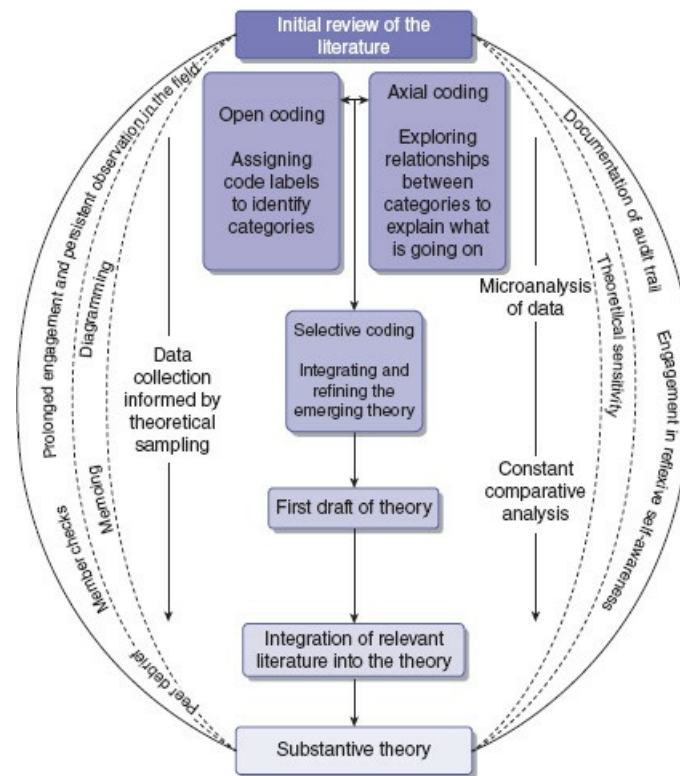 Initial review of the
literature
Open coding
Assigning
code labels
to identify
categories
Axial coding
Exploring
relationships
between
categories to
explain what
is going on
Prolonged engagement and persistent observation in the field
Diagramming
Memoing
Member checks
Peer debrief
Data
collection
informed by
theoretical
sampling
Selective coding
Integrating and
refining the
emerging theory
Microanalysis
of data
Constant
comparative
analysis
Theoretilcal sensitivity
Documentation of audit trail
Engagement in reflexive self-awareness
First draft of theory
Integration of relevant
literature into the theory
Substantive theory